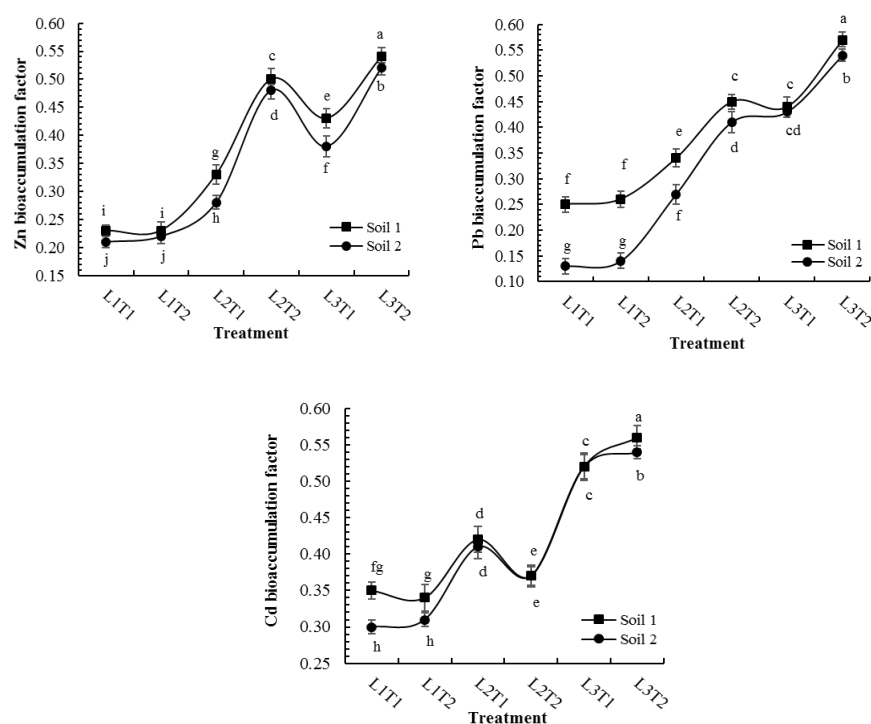 Zn bioaccumulation factor
0.60
0.55
0.50
0.45
0.40
0.35
0.30
0.25
0.20
0.15
i
j
i
j
g
h
c
d
e
f
a
b
Soil 1
Soil 2
L1T1
L1T2
L2T1
L2T2
L3T1
L3T2
Treatment
Pb biaccumulation factor
0.60
0.55
0.50
0.45
0.40
0.35
0.30
0.25
0.20
0.15
0.10
f
g
f
g
e
f
c
d
c
cd
a
b
Soil 1
Soil 2
L1T1
L1T2
L2T1
L2T2
L3T1
L3T2
Treatment
Cd bioaccumulation factor
0.60
0.55
0.50
0.45
0.40
0.35
0.30
0.25
fg
h
g
h
d
d
e
e
c
c
a
b
Soil 1
Soil 2
L1T1
L1T2
L2T1
L2T2
L3T1
L3T2
Treatment